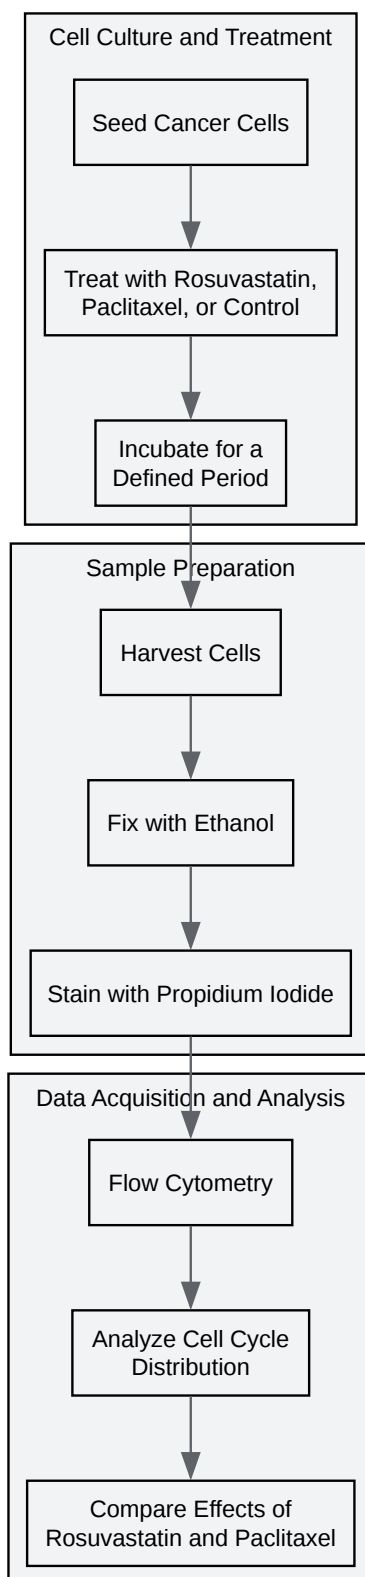 Cell Culture and Treatment
Seed Cancer Cells
Treat with Rosuvastatin,
Paclitaxel, or Control
Incubate for a
Defined Period
Sample Preparation
Harvest Cells
Fix with Ethanol
Stain with Propidium Iodide
Data Acquisition and Analysis
Flow Cytometry
Analyze Cell Cycle
Distribution
Compare Effects of
Rosuvastatin and Paclitaxel